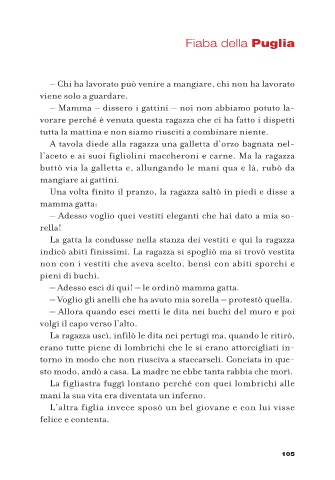 Fiaba della Puglia
– Chi ha lavorato può venire a mangiare, chi non ha lavorato
viene solo a guardare.
– Mamma – dissero i gattini – noi non abbiamo potuto la-
vorare perché è venuta questa ragazza che ci ha fatto i dispetti
tutta la mattina e non siamo riusciti a combinare niente.
A tavola diede alla ragazza una galletta d'orzo bagnata nel-
l'aceto e ai suoi figliolini maccheroni e carne. Ma la ragazza
buttò via la galletta e, allungando le mani qua e là, rubò da
mangiare ai gattini.
Una volta finito il pranzo, la ragazza saltò in piedi e disse a
mamma gatta:
– Adesso voglio quei vestiti eleganti che hai dato a mia so-
rella!
La gatta la condusse nella stanza dei vestiti e qui la ragazza
indicò abiti finissimi. La ragazza si spogliò ma si trovò vestita
non con i vestiti che aveva scelto, bensì con abiti sporchi e
pieni di buchi.
– Adesso esci di qui! – le ordinò mamma gatta.
– Voglio gli anelli che ha avuto mia sorella – protestò quella.
– Allora quando esci metti le dita nei buchi del muro e poi
volgi il capo verso l'alto.
La ragazza uscì, infilò le dita nei pertugi ma, quando le ritirò,
erano tutte piene di lombrichi che le si erano attorcigliati in-
torno in modo che non riusciva a staccarseli. Conciata in que-
sto modo, andò a casa. La madre ne ebbe tanta rabbia che morì.
La figliastra fuggì lontano perché con quei lombrichi alle
mani la sua vita era diventata un inferno.
L'altra figlia invece sposò un bel giovane e con lui visse
felice e contenta.
105